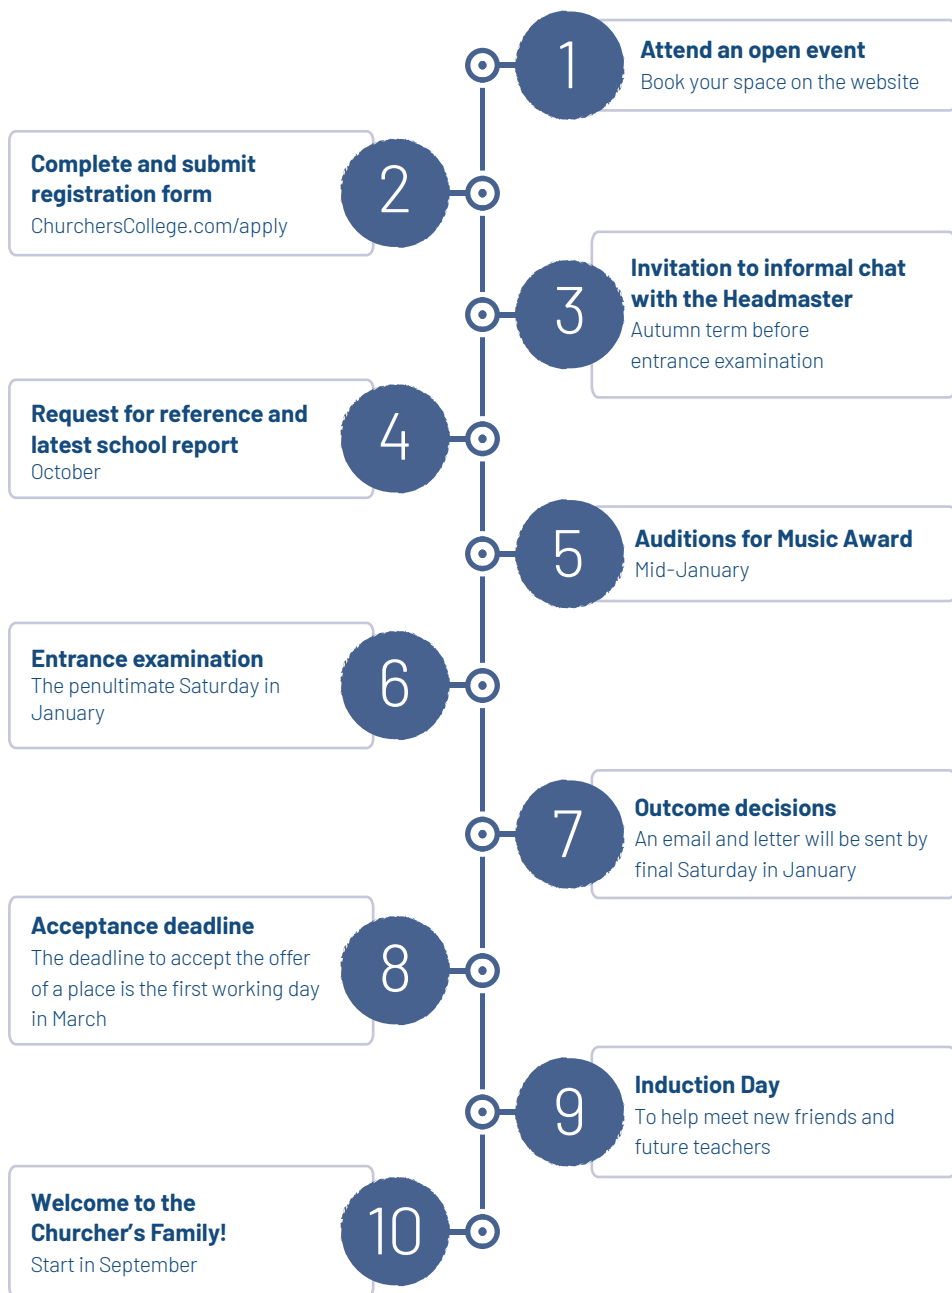 1
Attend an open event
Book your space on the website
2
Complete and submit
registration form
ChurchersCollege.com/apply
3
Invitation to informal chat
with the Headmaster
Autumn term before
entrance examination
4
Request for reference and
latest school report
October
5
Auditions for Music Award
Mid-January
6
Entrance examination
The penultimate Saturday in
January
7
Outcome decisions
An email and letter will be sent by
final Saturday in January
8
Acceptance deadline
The deadline to accept the offer
of a place is the first working day
in March
9
Induction Day
To help meet new friends and
future teachers
10
Welcome to the
Churcher’s Family!
Start in September